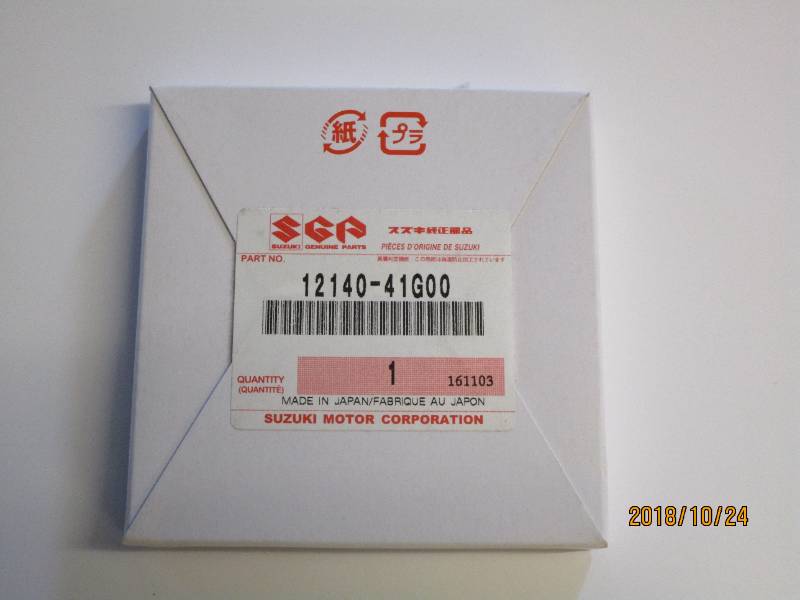 紙 プラ
SGP スズキ純正部品
SUZUKI GENUINE PARTS PIÈCES D'ORIGINE DE SUZUKI
PART NO.
12140-41G00
QUANTITY 1 161103
(QUANTITÉ)
MADE IN JAPAN/FABRIQUE AU JAPON
SUZUKI MOTOR CORPORATION
2018/10/24